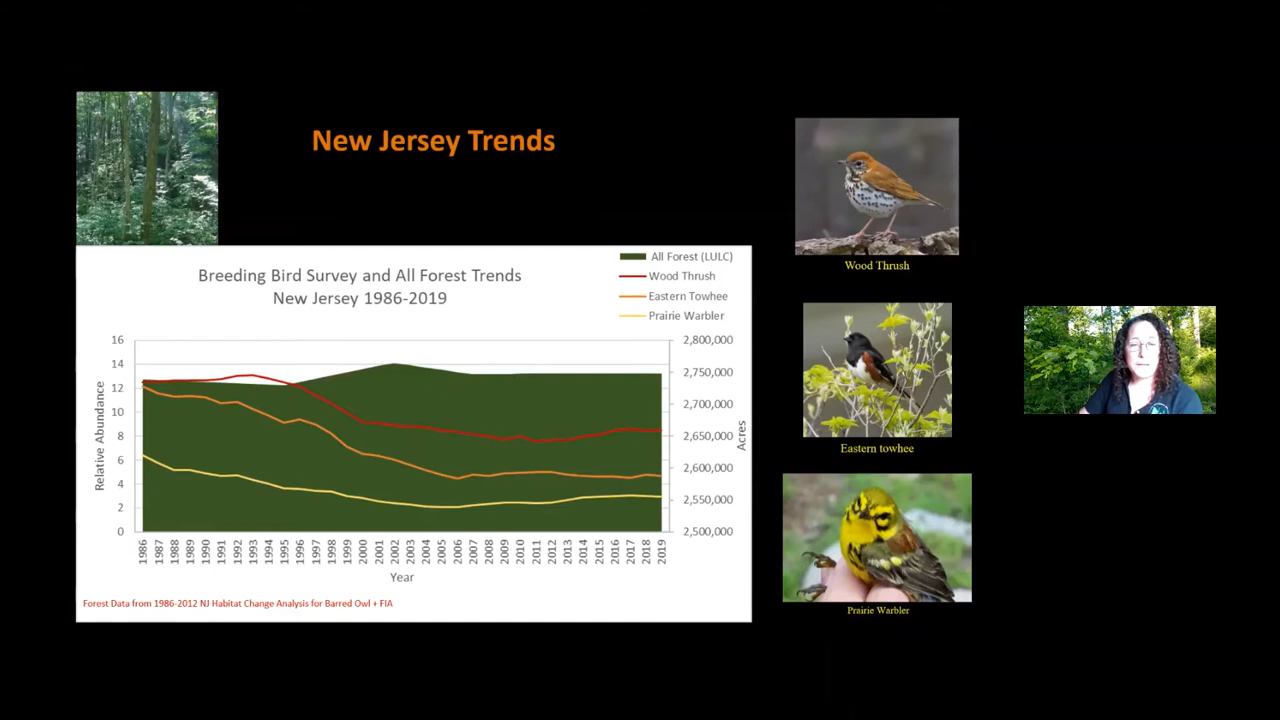 New Jersey Trends
Breeding Bird Survey and All Forest Trends
New Jersey 1986-2019
All Forest (LULC)
Wood Thrush
Eastern Towhee
Prairie Warbler
Relative Abundance
16
14
12
10
8
6
4
2
0
2,800,000
2,750,000
2,700,000
2,650,000
2,600,000
2,550,000
2,500,000
Acres
1986 1987 1988 1989 1990 1991 1992 1993 1994 1995 1996 1997 1998 1999 2000 2001 2002 2003 2004 2005 2006 2007 2008 2009 2010 2011 2012 2013 2014 2015 2016 2017 2018 2019
Year
Forest Data from 1986-2012 NJ Habitat Change Analysis for Barred Owl + FIA
Wood Thrush
Eastern towhee
Prairie Warbler